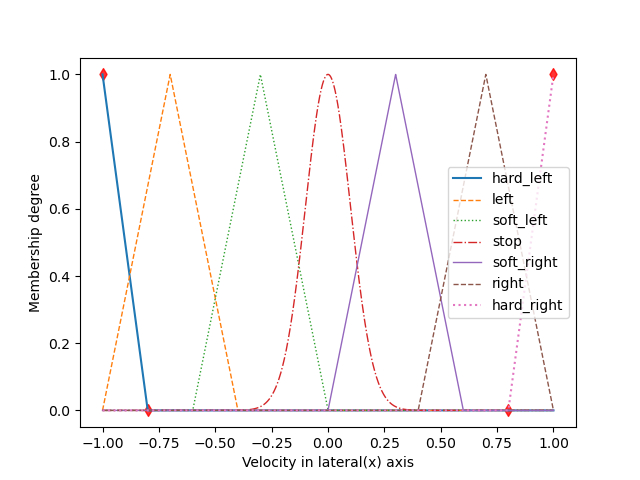 1.0
0.8
0.6
0.4
0.2
0.0
Membership degree
hard_left
left
soft_left
stop
soft_right
right
hard_right
−1.00 −0.75 −0.50 −0.25 0.00 0.25 0.50 0.75 1.00
Velocity in lateral(x) axis